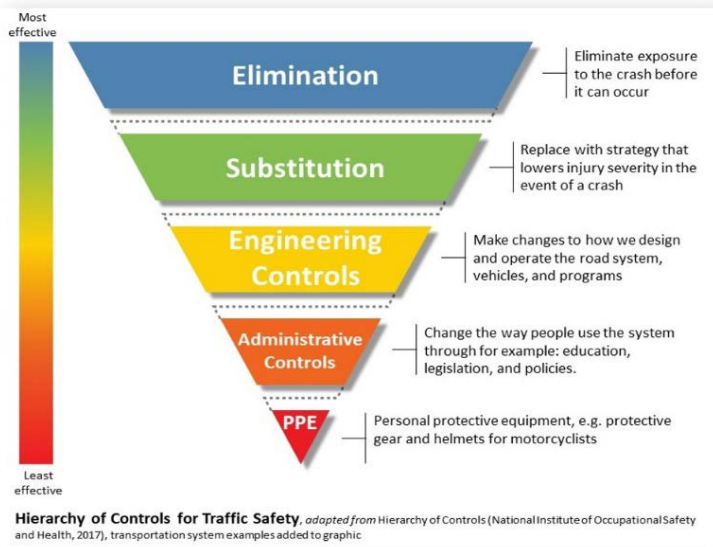 Most
effective
Elimination
Eliminate exposure
to the crash before
it can occur
Substitution
Replace with strategy that
lowers injury severity in the
event of a crash
Engineering
Controls
Make changes to how we design
and operate the road system,
vehicles, and programs
Administrative
Controls
Change the way people use the system
through for example: education,
legislation, and policies.
PPE
Personal protective equipment, e.g. protective
gear and helmets for motorcyclists
Least
effective
Hierarchy of Controls for Traffic Safety, adapted from Hierarchy of Controls (National Institute of Occupational Safety
and Health, 2017), transportation system examples added to graphic